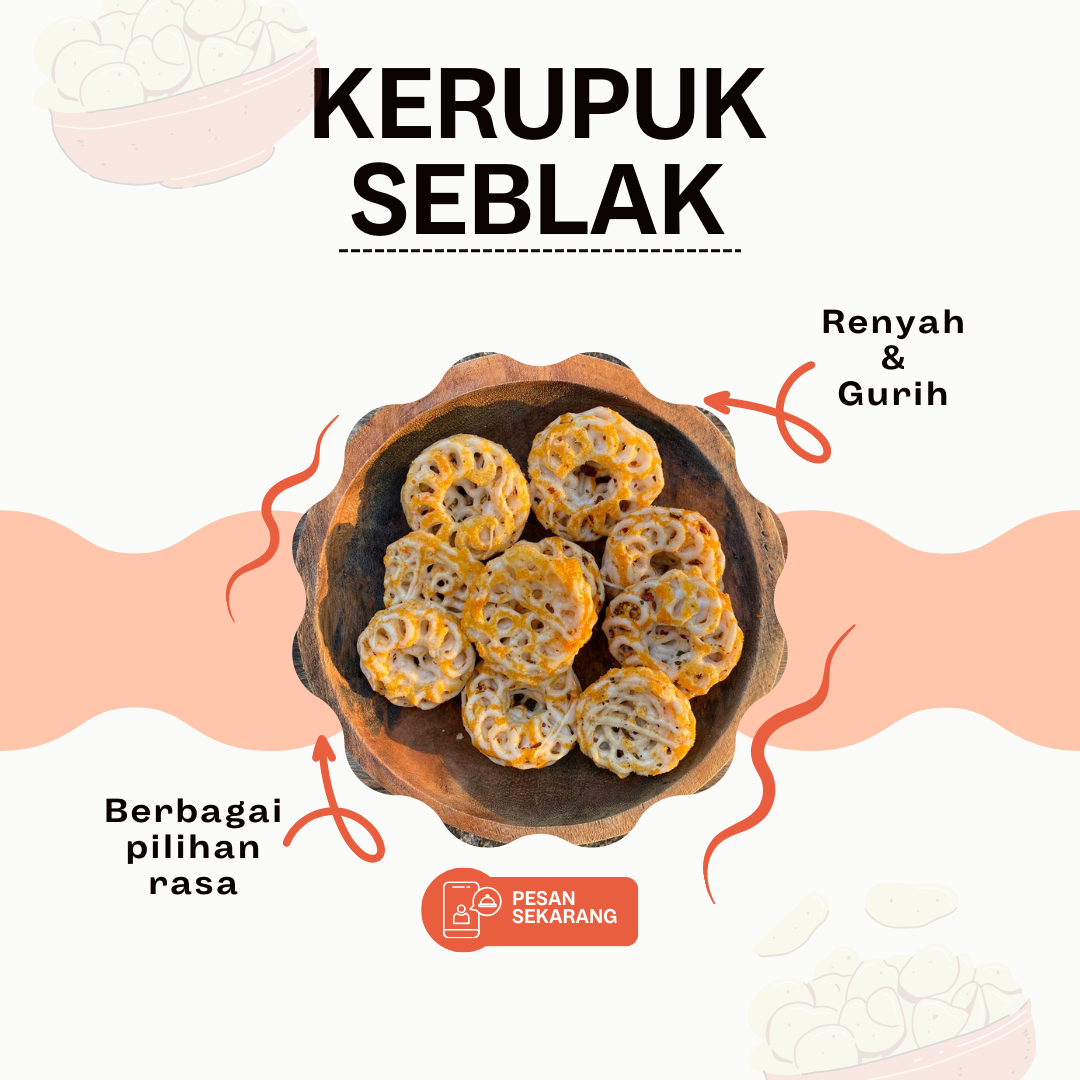 KERUPUK
SEBLAK
Renyah
&
Gurih
Berbagai
pilihan
rasa
PESAN
SEKARANG